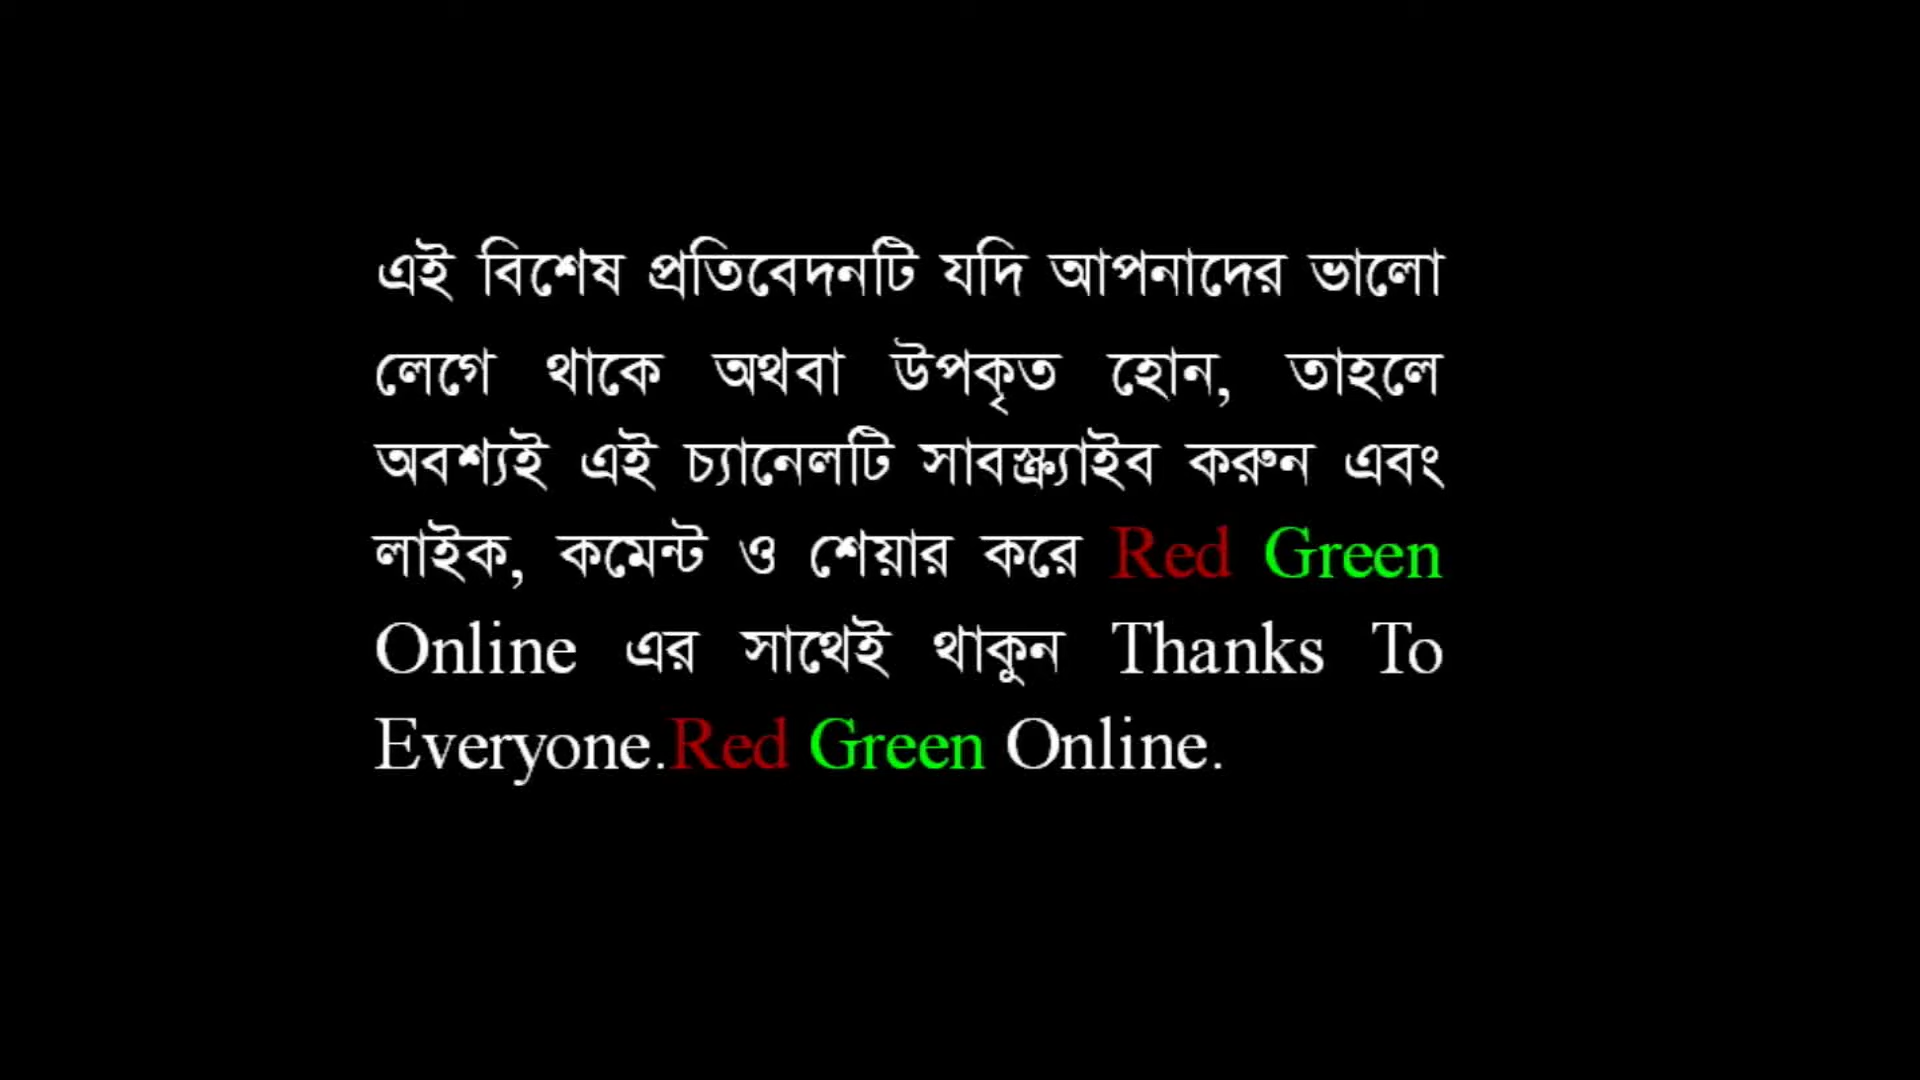 এই বিশেষ প্রতিবেদনটি যদি আপনাদের ভালো
লেগে থাকে অথবা উপকৃত হোন, তাহলে
অবশ্যই এই চ্যানেলটি সাবস্ক্র্যাইব করুন এবং
লাইক, কমেন্ট ও শেয়ার করে Red Green
Online এর সাথেই থাকুন Thanks To
Everyone.Red Green Online.